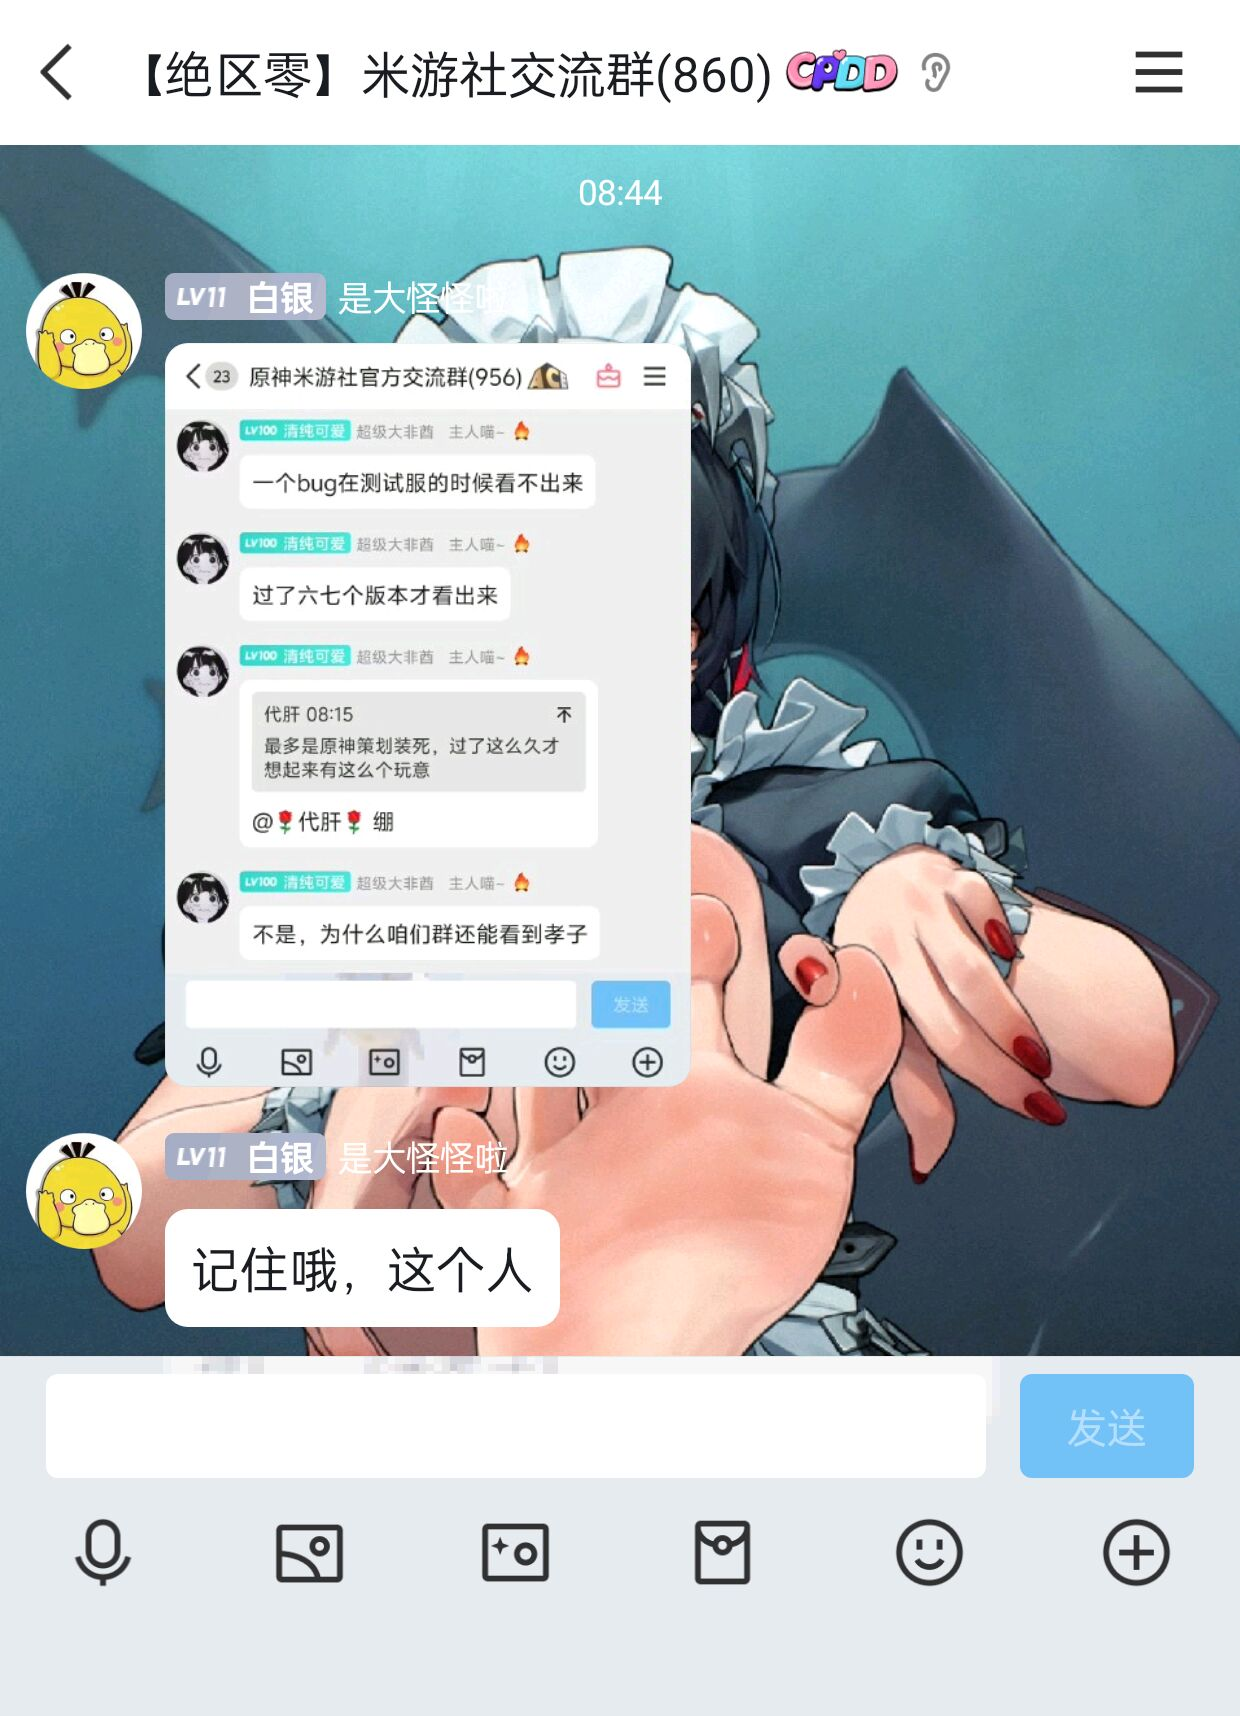 【绝区零】米游社交流群(860) CPDD
08:44
LV11 白银 是大怪怪啦
23 原神米游社官方交流群(956)
LV100 清纯可爱 超级大非酋 主人喵~
一个bug在测试服的时候看不出来
LV100 清纯可爱 超级大非酋 主人喵~
过了六七个版本才看出来
LV100 清纯可爱 超级大非酋 主人喵~
代肝 08:15
最多是原神策划装死，过了这么久才
想起来有这么个玩意
@🌹代肝🌹 绷
LV100 清纯可爱 超级大非酋 主人喵~
不是，为什么咱们群还能看到孝子
发送
LV11 白银 是大怪怪啦
记住哦，这个人
发送